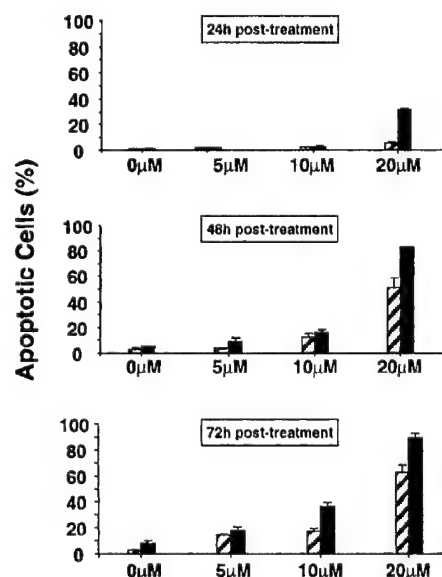 Apoptotic Cells (%)
24h post-treatment
100
80
60
40
20
0
0μM 5μM 10μM 20μM
48h post-treatment
100
80
60
40
20
0
0μM 5μM 10μM 20μM
72h post-treatment
100
80
60
40
20
0
0μM 5μM 10μM 20μM